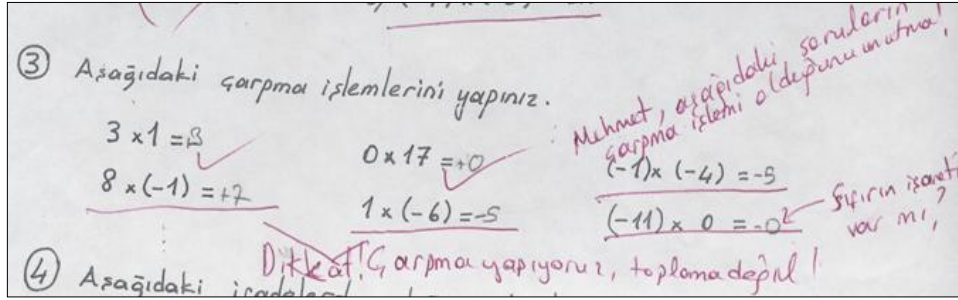 ③ Aşağıdaki çarpma işlemlerini yapınız.
Mehmet, aşağıdaki soruların
çarpma işlemi olduğunu unutma!
3 x 1 = 3
0 x 17 = +0
(-1) x (-4) = -5
8 x (-1) = +7
1 x (-6) = -5
(-11) x 0 = -0
Sıfırın işareti
var mı?
Dikkat! Çarpma yapıyoruz, toplama değil!
④ Aşağıdaki